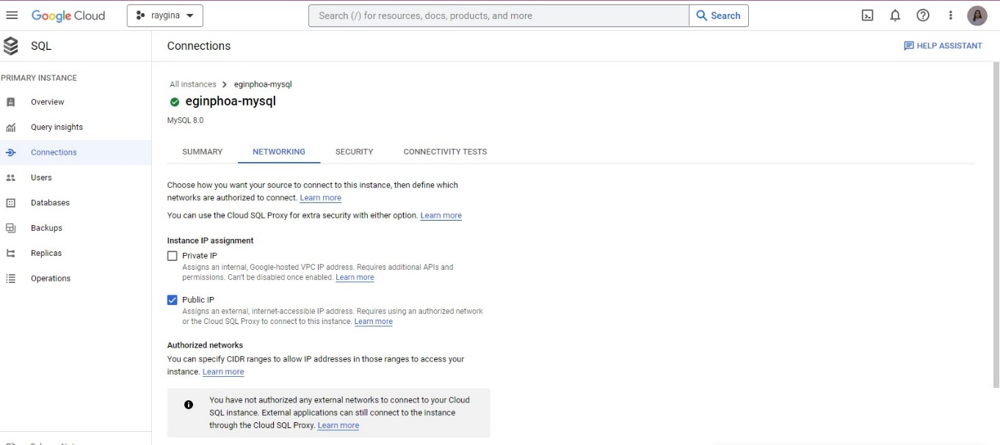 Google Cloud
raygina
Search (/) for resources, docs, products, and more
Search
SQL
Connections
HELP ASSISTANT
PRIMARY INSTANCE
Overview
Query insights
Connections
Users
Databases
Backups
Replicas
Operations
All instances
eginphoa-mysql
eginphoa-mysql
MySQL 8.0
SUMMARY
NETWORKING
SECURITY
CONNECTIVITY TESTS
Choose how you want your source to connect to this instance, then define which
networks are authorized to connect. Learn more
You can use the Cloud SQL Proxy for extra security with either option. Learn more
Instance IP assignment
Private IP
Assigns an internal, Google-hosted VPC IP address. Requires additional APIs and
permissions. Can't be disabled once enabled. Learn more
Public IP
Assigns an external, internet-accessible IP address. Requires using an authorized network
or the Cloud SQL Proxy to connect to this instance. Learn more
Authorized networks
You can specify CIDR ranges to allow IP addresses in those ranges to access your
instance. Learn more
You have not authorized any external networks to connect to your Cloud
SQL instance. External applications can still connect to the instance
through the Cloud SQL Proxy. Learn more